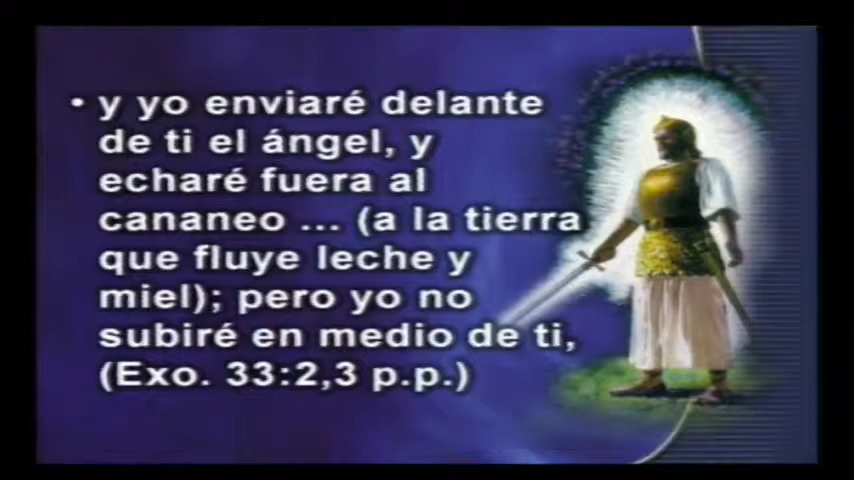 • y yo enviaré delante
de ti el ángel, y
echaré fuera al
cananeo ... (a la tierra
que fluye leche y
miel); pero yo no
subiré en medio de ti,
(Exo. 33:2,3 p.p.)